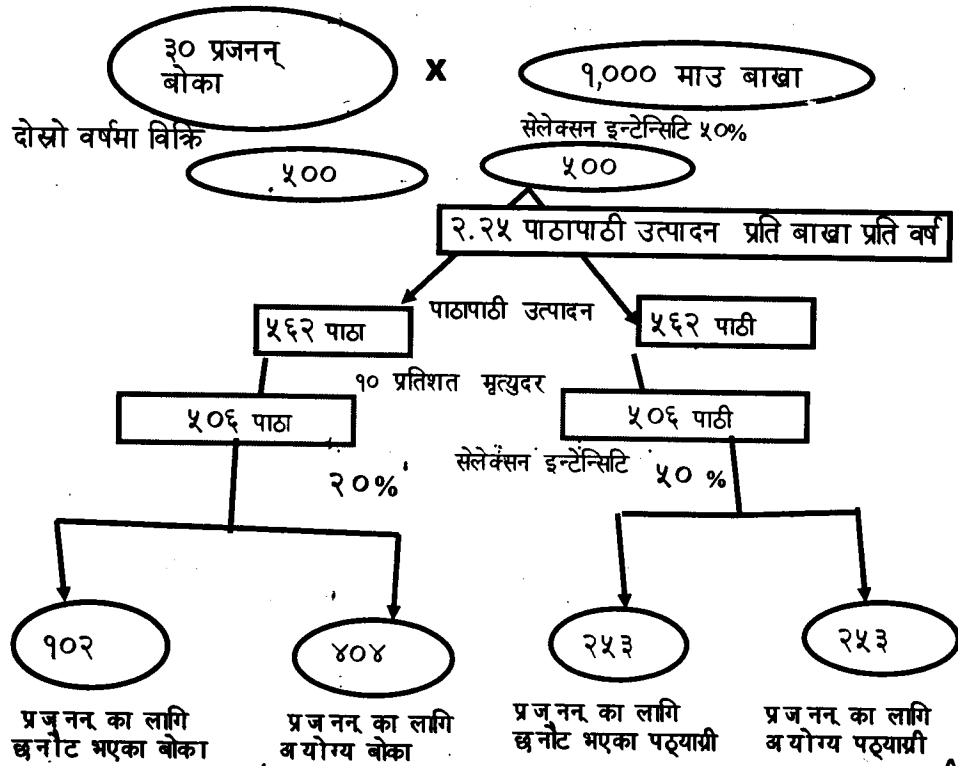 ३० प्रजनन्
बोका
X
१,००० माउ बाखा
दोस्रो वर्षमा विक्रि
सेलेक्सन इन्टेन्सिटि ५०%
५००
५००
२.२५ पाठापाठी उत्पादन प्रति बाखा प्रति वर्ष
पाठापाठी उत्पादन
५६२ पाठा
५६२ पाठी
१० प्रतिशत मृत्युदर
५०६ पाठा
५०६ पाठी
सेलेक्सन इन्टेन्सिटि
२०%
५० %
१०२
४०४
२५३
२५३
प्रजनन् का लागि
छनौट भएका बोका
प्रजनन् का लागि
अयोग्य बोका
प्रजनन् का लागि
छनौट भएका पठ्याग्री
प्रजनन् का लागि
अयोग्य पठ्याग्री